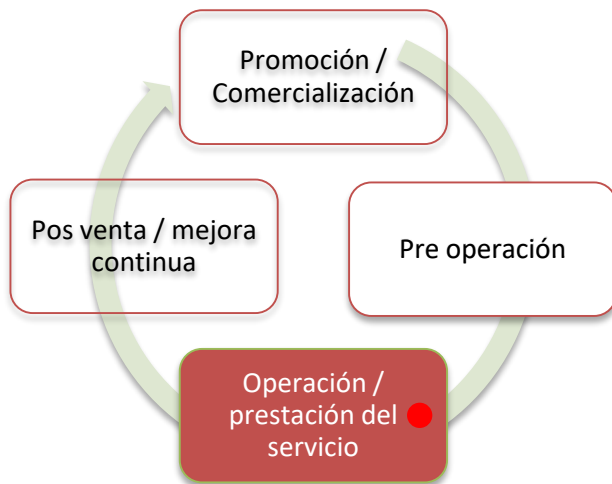 Promoción /
Comercialización
Pre operación
Operación /
prestación del
servicio
Pos venta / mejora
continua